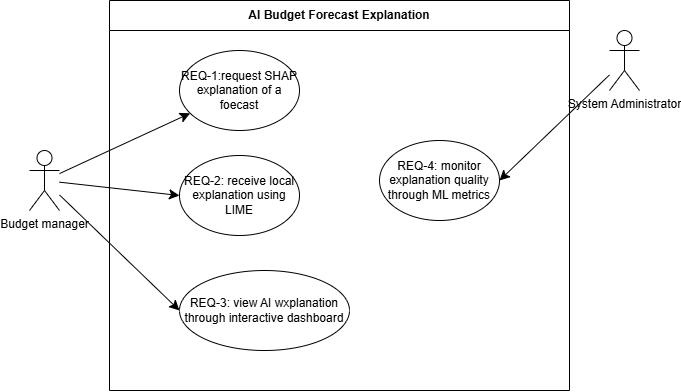 AI Budget Forecast Explanation
REQ-1:request SHAP
explanation of a
foecast
System Administrator
REQ-4: monitor
explanation quality
through ML metrics
REQ-2: receive local
explanation using
LIME
Budget manager
REQ-3: view AI wxplanation
through interactive dashboard